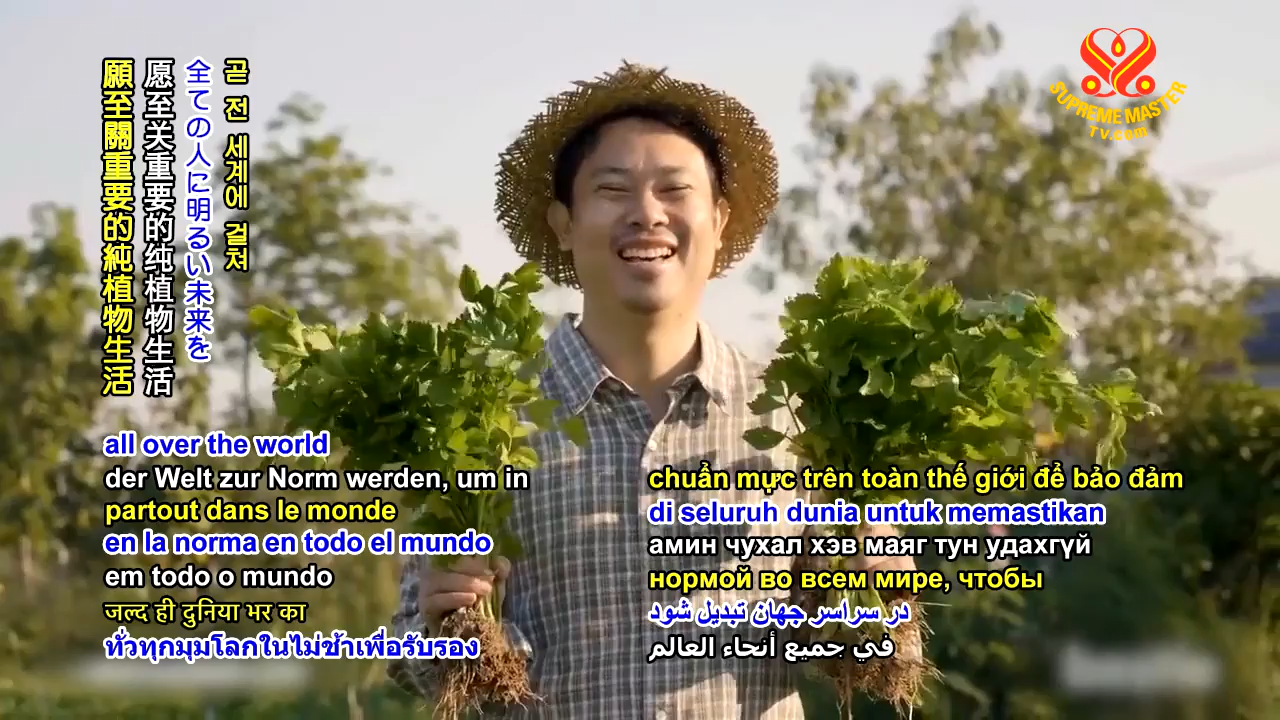 곧 전 세계에 걸쳐
全ての人に明るい未来を
愿至关重要的纯植物生活
願至關重要的純植物生活
SUPREME MASTER
TV.com
all over the world
der Welt zur Norm werden, um in
partout dans le monde
en la norma en todo el mundo
em todo o mundo
जल्द ही दुनिया भर का
ทั่วทุกมุมโลกในไม่ช้าเพื่อรับรอง
chuẩn mực trên toàn thế giới để bảo đảm
di seluruh dunia untuk memastikan
амин чухал хэв маяг тун удахгүй
нормой во всем мире, чтобы
در سراسر جهان تبدیل شود
في جميع أنحاء العالم